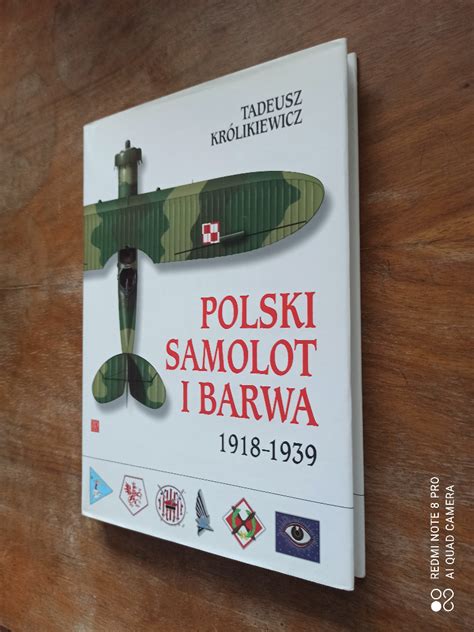 TADEUSZ
KRÓLIKIEWICZ
POLSKI
SAMOLOT
I BARWA
1918-1939
REDMI NOTE 8 PRO
AI QUAD CAMERA